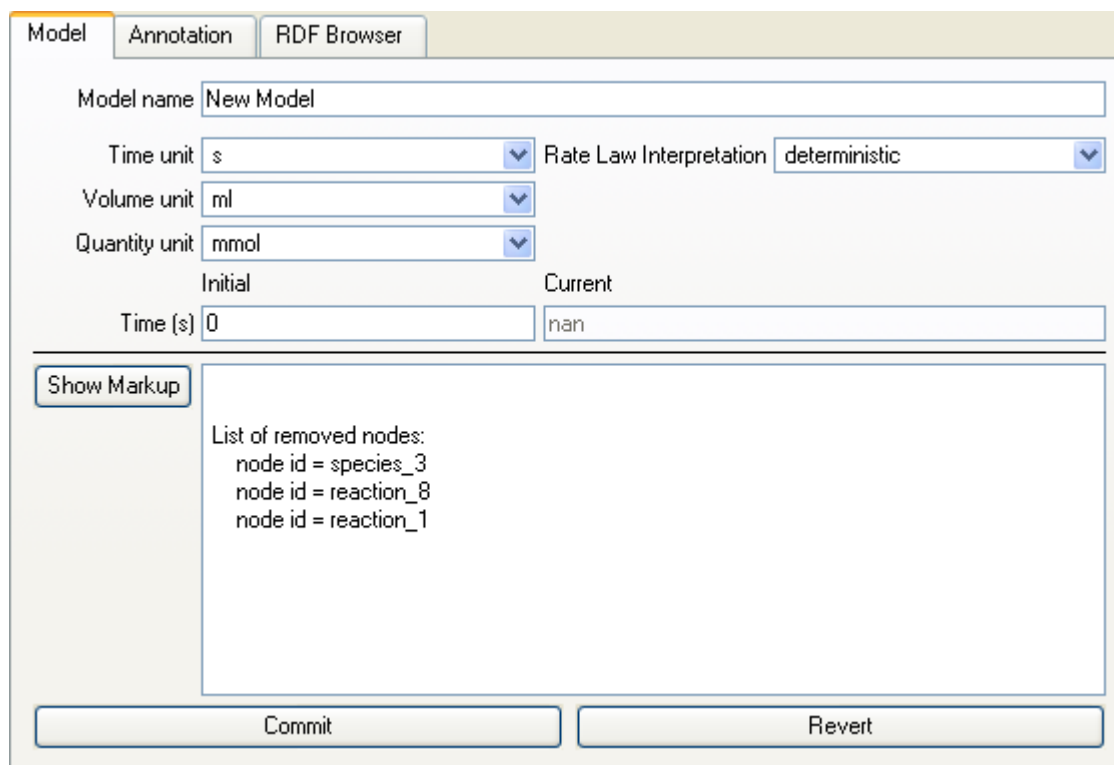 Model Annotation RDF Browser
Model name New Model
Time unit s Rate Law Interpretation deterministic
Volume unit ml
Quantity unit mmol
Initial Current
Time (s) 0 nan
Show Markup
List of removed nodes:
node id = species_3
node id = reaction_8
node id = reaction_1
Commit Revert